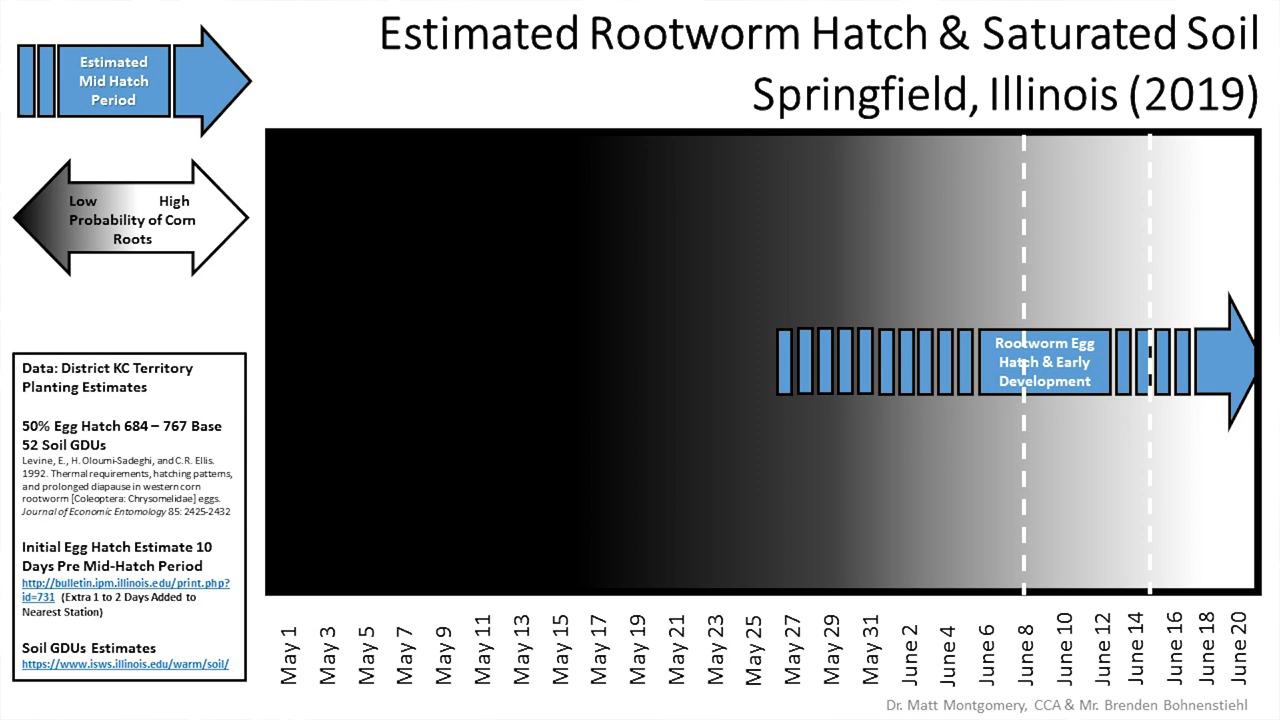 Estimated Rootworm Hatch & Saturated Soil
Springfield, Illinois (2019)
Estimated
Mid Hatch
Period
Low High
Probability of Corn
Roots
Data: District KC Territory
Planting Estimates
50% Egg Hatch 684 – 767 Base
52 Soil GDUs
Levine, E., H. Oloumi-Sadeghi, and C.R. Ellis.
1992. Thermal requirements, hatching patterns,
and prolonged diapause in western corn
rootworm [Coleoptera: Chrysomelidae] eggs.
Journal of Economic Entomology 85: 2425-2432
Initial Egg Hatch Estimate 10
Days Pre Mid-Hatch Period
http://bulletin.ipm.illinois.edu/print.php?
id=731 (Extra 1 to 2 Days Added to
Nearest Station)
Soil GDUs Estimates
https://www.isws.illinois.edu/warm/soil/
Rootworm Egg
Hatch & Early
Development
May 1
May 3
May 5
May 7
May 9
May 11
May 13
May 15
May 17
May 19
May 21
May 23
May 25
May 27
May 29
May 31
June 2
June 4
June 6
June 8
June 10
June 12
June 14
June 16
June 18
June 20
Dr. Matt Montgomery, CCA & Mr. Brenden Bohnenstiehl